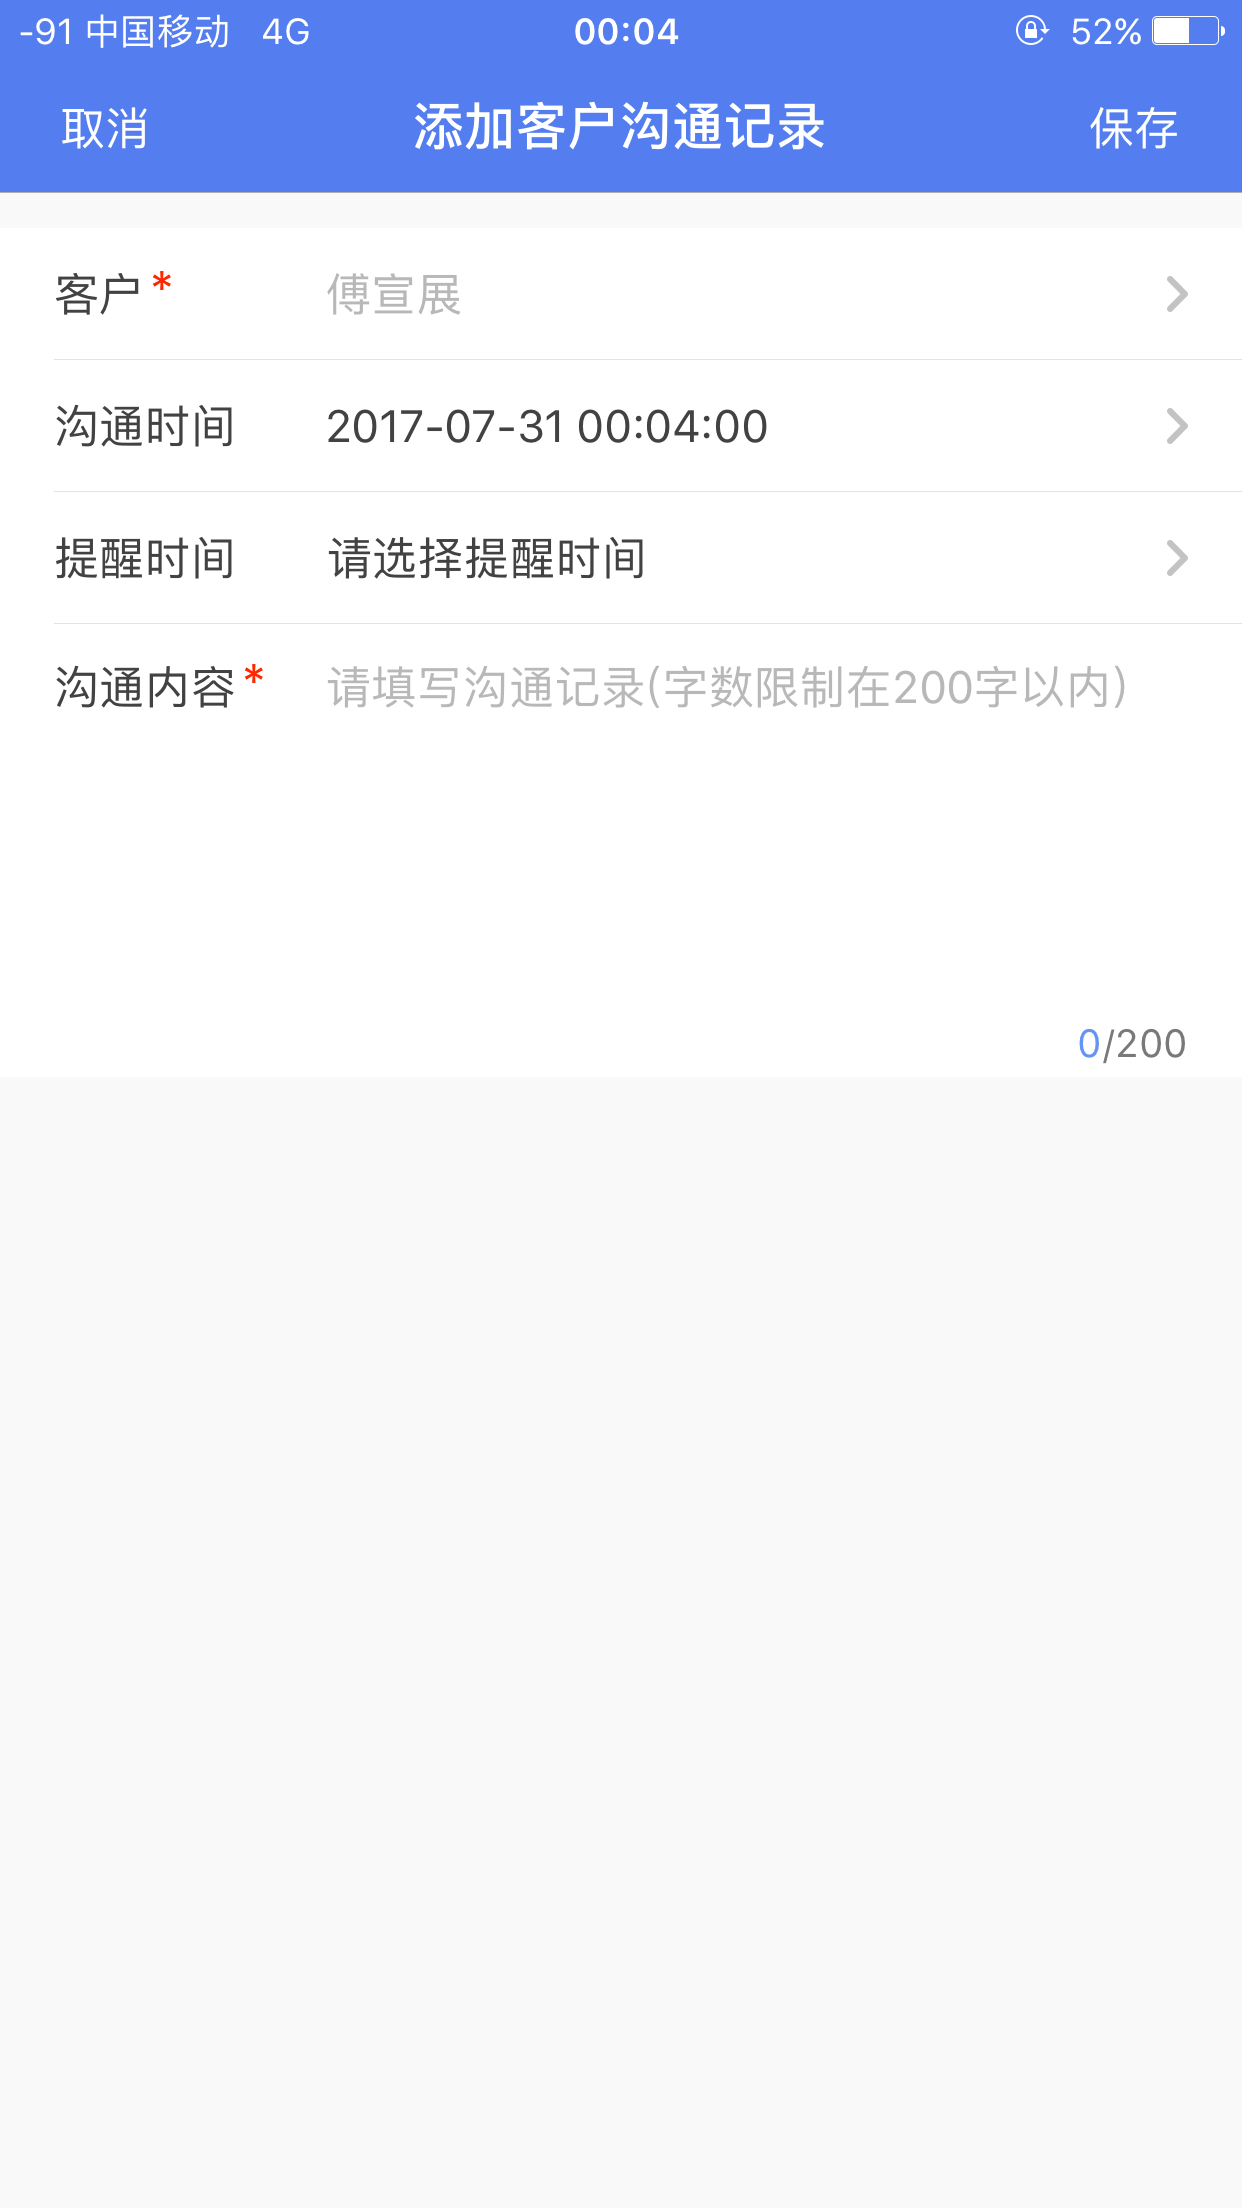 -91 中国移动 4G 00:04 52%
取消 添加客户沟通记录 保存
客户* 傅宣展
沟通时间 2017-07-31 00:04:00
提醒时间 请选择提醒时间
沟通内容* 请填写沟通记录(字数限制在200字以内)
0/200